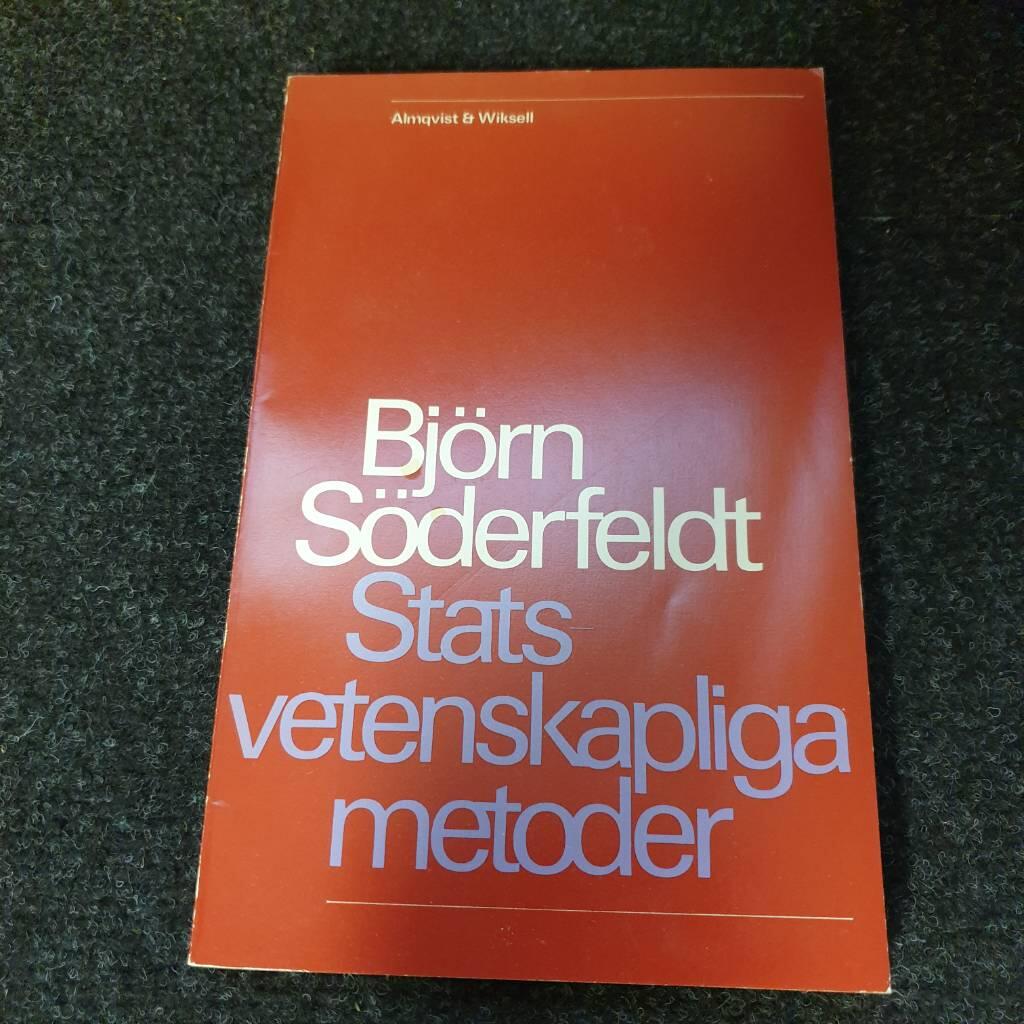 Almqvist & Wiksell
Björn
Söderfeldt
Stats
vetenskapliga
metoder